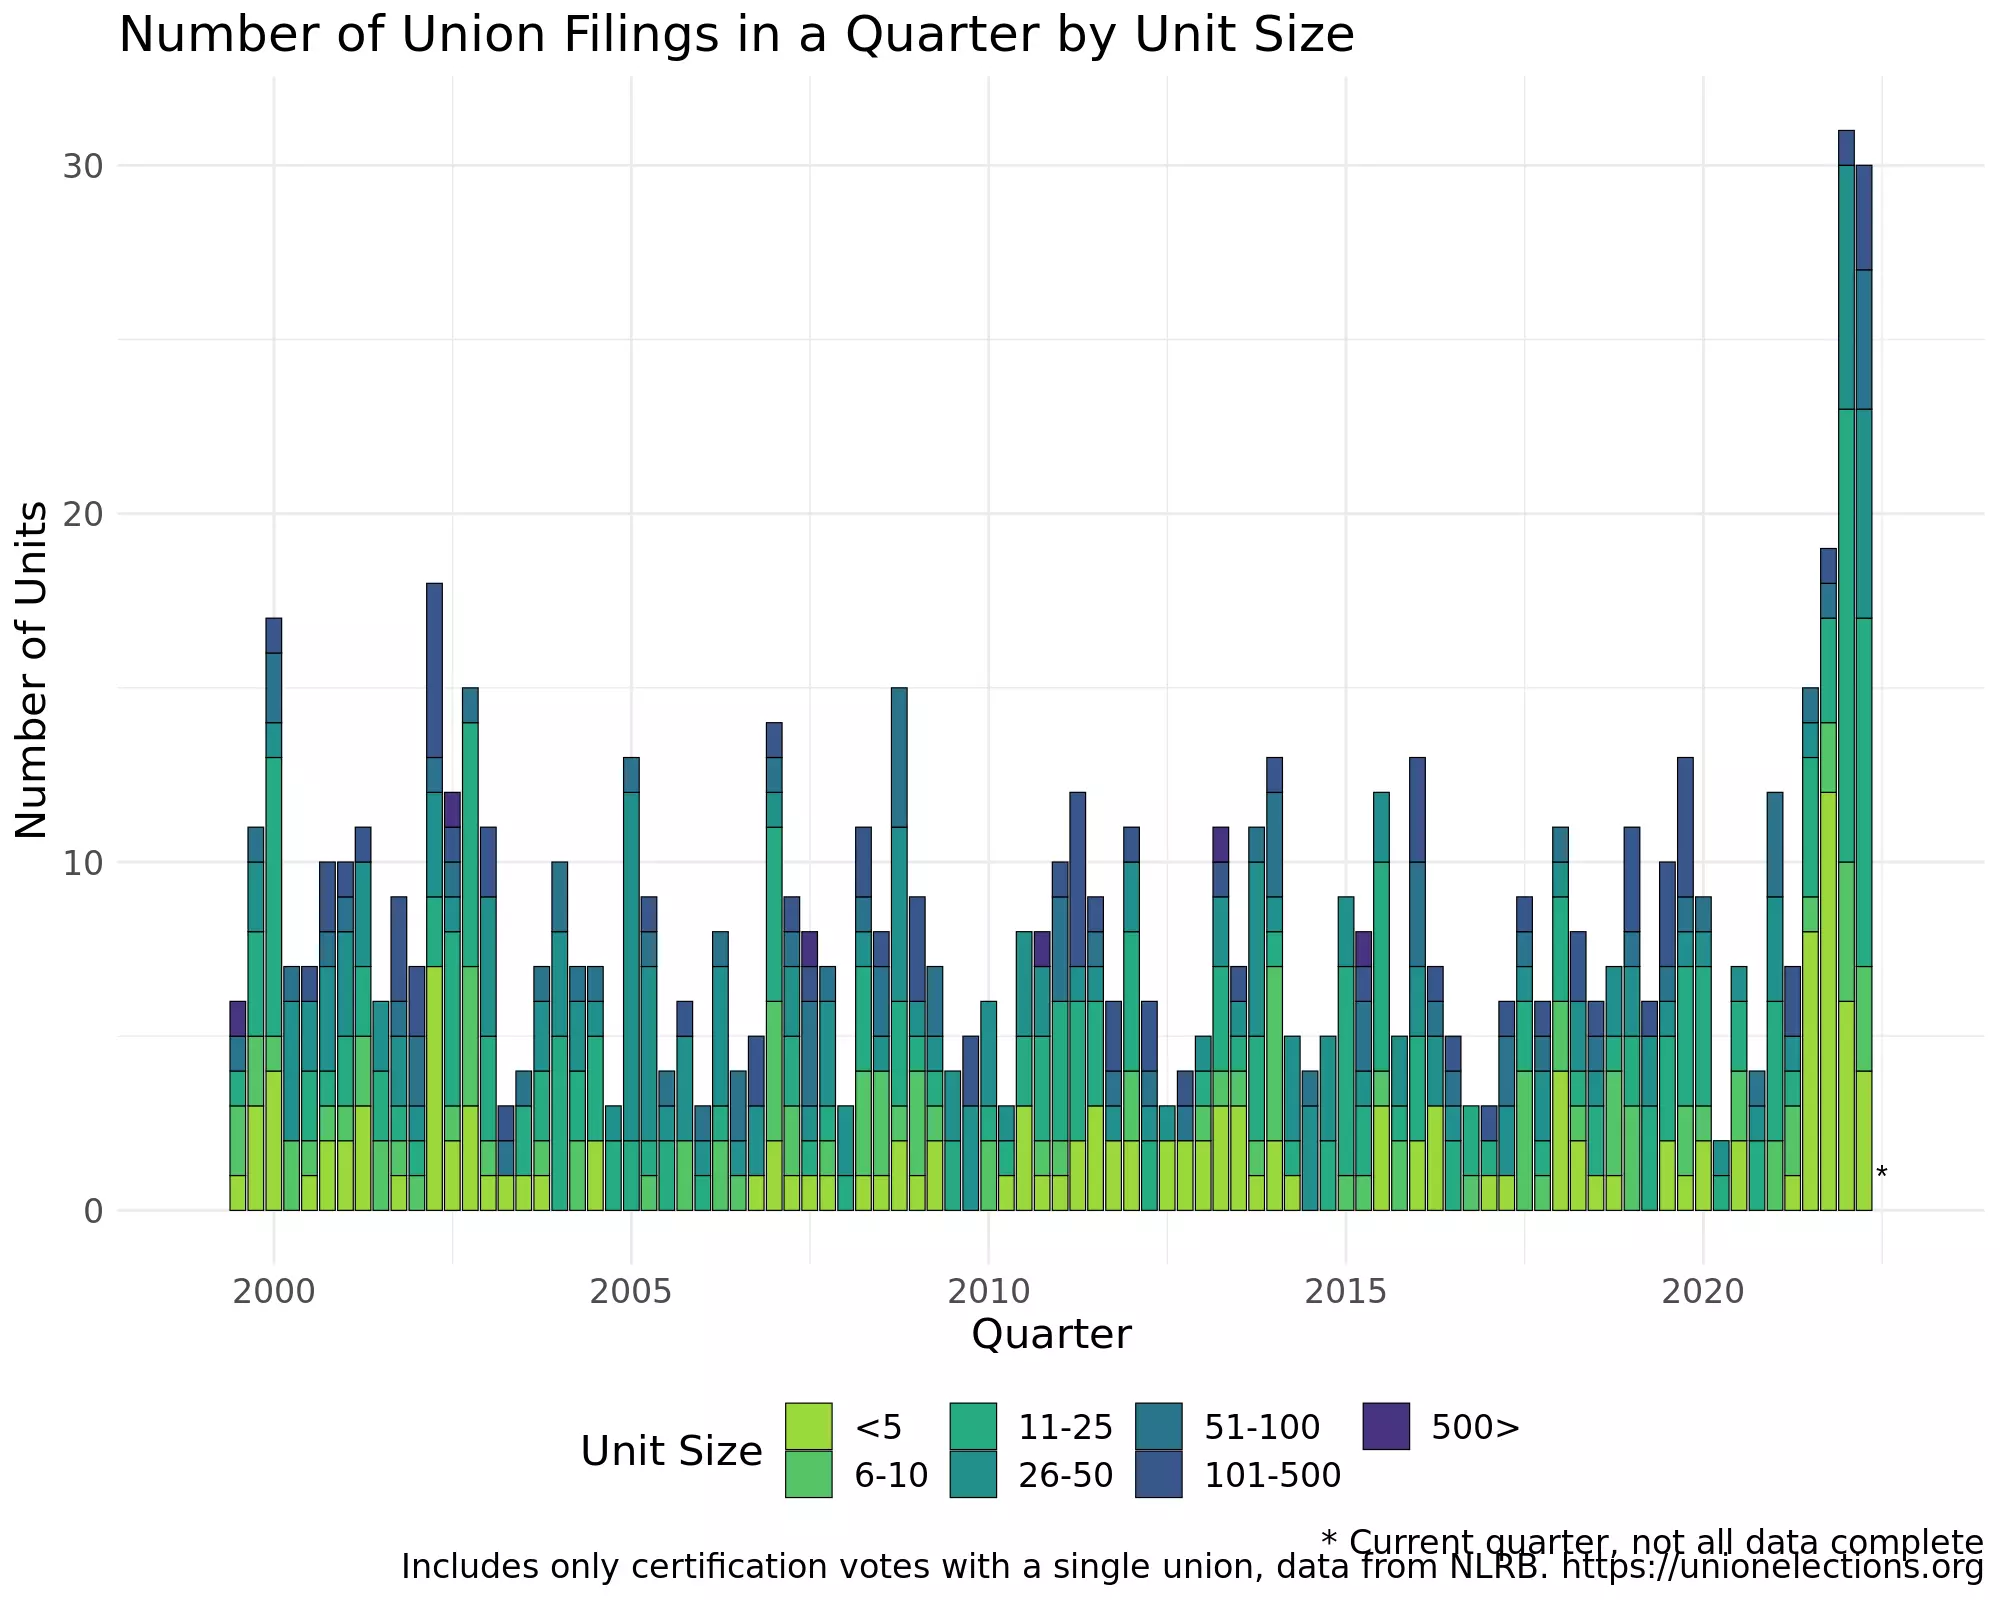 Number of Union Filings in a Quarter by Unit Size
Number of Units
30
20
10
0
*
2000 2005 2010 2015 2020
Quarter
Unit Size
<5 11-25 51-100 500>
6-10 26-50 101-500
* Current quarter, not all data complete
Includes only certification votes with a single union, data from NLRB. https://unionelections.org